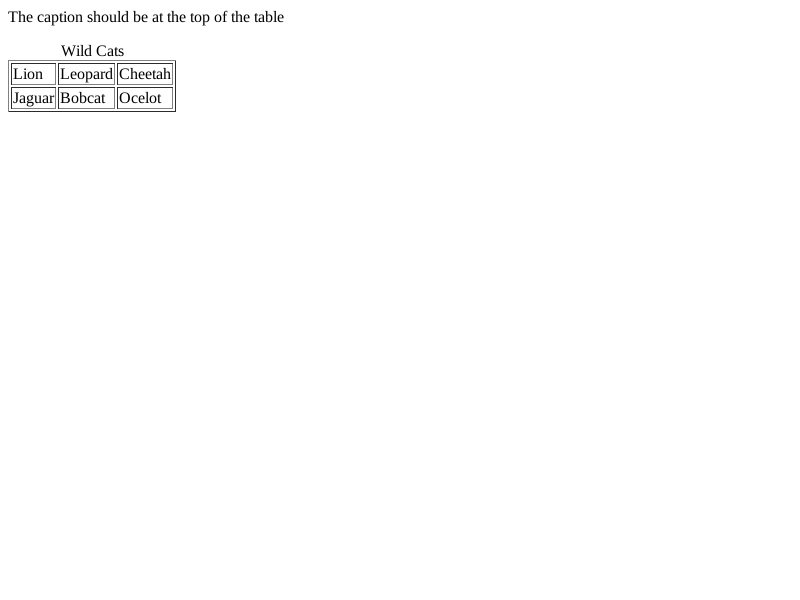 The caption should be at the top of the table
Wild Cats
Lion Leopard Cheetah
Jaguar Bobcat Ocelot